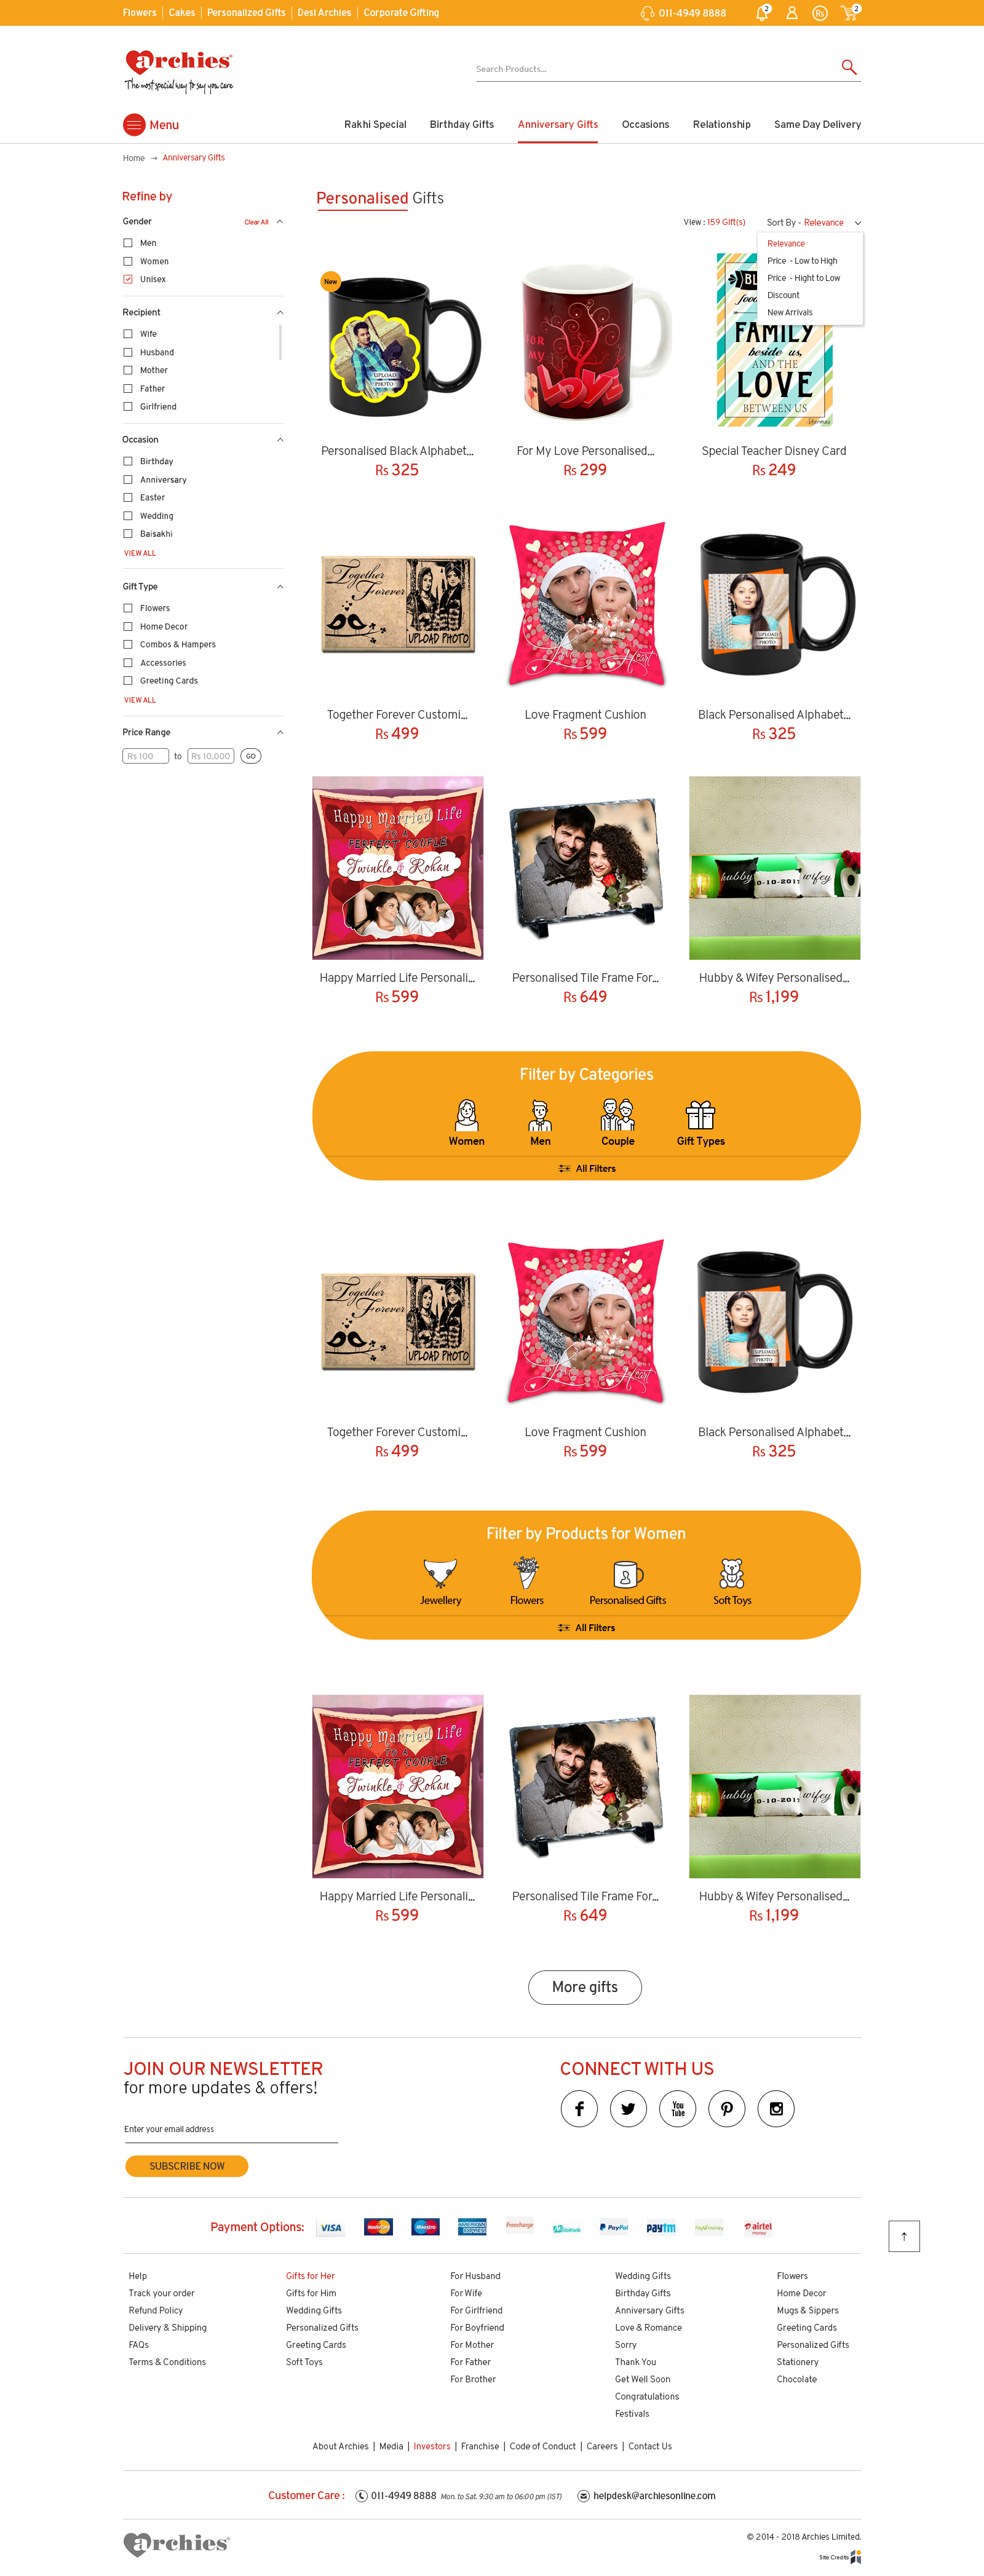 Flowers | Cakes | Personalized Gifts | Desi Archies | Corporate Gifting
011-4949 8888
2
Rs
2
archies
The most special way to say you care
Search Products...
Menu
Rakhi Special Birthday Gifts Anniversary Gifts Occasions Relationship Same Day Delivery
Home → Anniversary Gifts
Refine by
Gender Clear All
Men
Women
Unisex
Recipient
Wife
Husband
Mother
Father
Girlfriend
Occasion
Birthday
Anniversary
Easter
Wedding
Baisakhi
VIEW ALL
Gift Type
Flowers
Home Decor
Combos & Hampers
Accessories
Greeting Cards
VIEW ALL
Price Range
Rs 100 to Rs 10,000 GO
Personalised Gifts
View : 159 Gift(s)
Sort By - Relevance
Relevance
Price - Low to High
Price - Hight to Low
Discount
New Arrivals
New
UPLOAD
PHOTO
FOR
MY
LOVE
FAMILY
beside us,
AND THE
LOVE
BETWEEN US
Personalised Black Alphabet...
Rs 325
For My Love Personalised...
Rs 299
Special Teacher Disney Card
Rs 249
Together
Forever
UPLOAD PHOTO
Heart
UPLOAD
PHOTO
Together Forever Customi...
Rs 499
Love Fragment Cushion
Rs 599
Black Personalised Alphabet...
Rs 325
Happy Married Life
TO A
PERFECT COUPLE
Twinkle & Rohan
hubby
0-10-2017
wifey
Happy Married Life Personali...
Rs 599
Personalised Tile Frame For...
Rs 649
Hubby & Wifey Personalised...
Rs 1,199
Filter by Categories
Women Men Couple Gift Types
All Filters
Together
Forever
UPLOAD PHOTO
Heart
UPLOAD
PHOTO
Together Forever Customi...
Rs 499
Love Fragment Cushion
Rs 599
Black Personalised Alphabet...
Rs 325
Filter by Products for Women
Jewellery Flowers Personalised Gifts Soft Toys
All Filters
Happy Married Life
TO A
PERFECT COUPLE
Twinkle & Rohan
hubby
0-10-2017
wifey
Happy Married Life Personali...
Rs 599
Personalised Tile Frame For...
Rs 649
Hubby & Wifey Personalised...
Rs 1,199
More gifts
JOIN OUR NEWSLETTER
for more updates & offers!
Enter your email address
SUBSCRIBE NOW
CONNECT WITH US
You
Tube
Payment Options: VISA MasterCard Maestro AMERICAN EXPRESS Freecharge MobiKwik PayPal paytm PayUmoney airtel money
Help
Track your order
Refund Policy
Delivery & Shipping
FAQs
Terms & Conditions
Gifts for Her
Gifts for Him
Wedding Gifts
Personalized Gifts
Greeting Cards
Soft Toys
For Husband
For Wife
For Girlfriend
For Boyfriend
For Mother
For Father
For Brother
Wedding Gifts
Birthday Gifts
Anniversary Gifts
Love & Romance
Sorry
Thank You
Get Well Soon
Congratulations
Festivals
Flowers
Home Decor
Mugs & Sippers
Greeting Cards
Personalized Gifts
Stationery
Chocolate
About Archies | Media | Investors | Franchise | Code of Conduct | Careers | Contact Us
Customer Care : 011-4949 8888 Mon. to Sat. 9:30 am to 06:00 pm (IST) helpdesk@archiesonline.com
archies
© 2014 - 2018 Archies Limited.
Site Credits